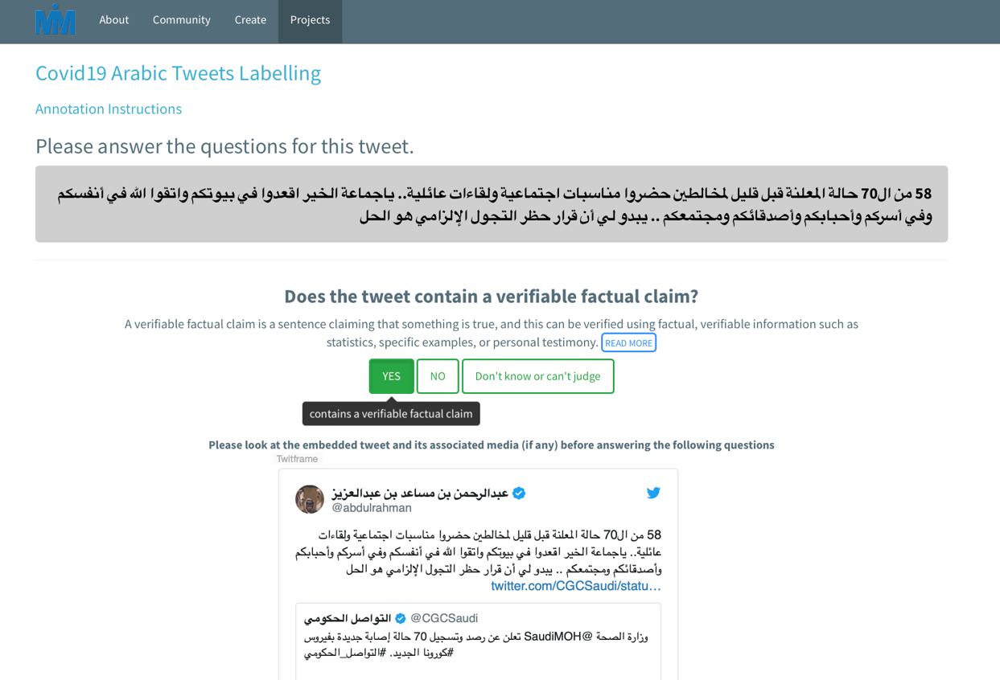 About
Community
Create
Projects
Covid19 Arabic Tweets Labelling
Annotation Instructions
Please answer the questions for this tweet.
58 من ال70 حالة المعلنة قبل قليل لمخالطين حضروا مناسبات اجتماعية ولقاءات عائلية.. ياجماعة الخير اقعدوا في بيوتكم واتقوا الله في أنفسكم
وفي أسركم وأحبابكم وأصدقائكم ومجتمعكم .. يبدو لي أن قرار حظر التجول الإلزامي هو الحل
Does the tweet contain a verifiable factual claim?
A verifiable factual claim is a sentence claiming that something is true, and this can be verified using factual, verifiable information such as
statistics, specific examples, or personal testimony. READ MORE
YES
NO
Don't know or can't judge
contains a verifiable factual claim
Please look at the embedded tweet and its associated media (if any) before answering the following questions
Twitframe
عبدالرحمن بن مساعد بن عبدالعزيز
@abdulrahman
58 من ال70 حالة المعلنة قبل قليل لمخالطين حضروا مناسبات اجتماعية ولقاءات
عائلية.. ياجماعة الخير اقعدوا في بيوتكم واتقوا الله في أنفسكم وفي أسركم وأحبابكم
وأصدقائكم ومجتمعكم .. يبدو لي أن قرار حظر التجول الإلزامي هو الحل
twitter.com/CGCSaudi/statu…
التواصل الحكومي @CGCSaudi
وزارة الصحة @SaudiMOH تعلن عن رصد وتسجيل 70 حالة إصابة جديدة بفيروس
#كورونا الجديد. #التواصل_الحكومي